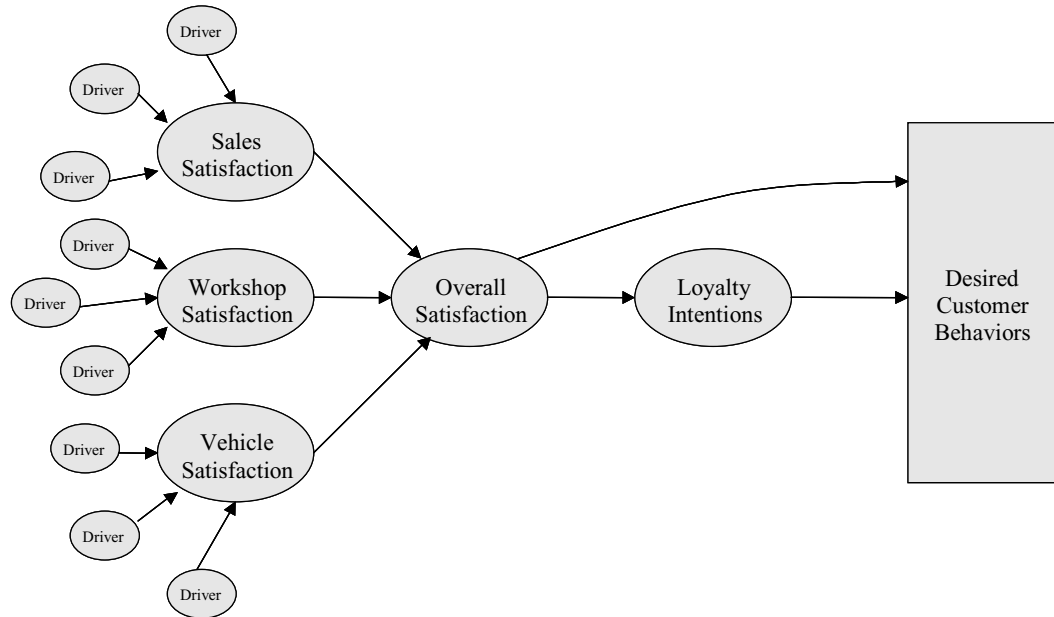 Driver
Driver
Sales
Satisfaction
Driver
Driver
Driver
Workshop
Satisfaction
Driver
Driver
Vehicle
Satisfaction
Driver
Driver
Overall
Satisfaction
Loyalty
Intentions
Desired
Customer
Behaviors